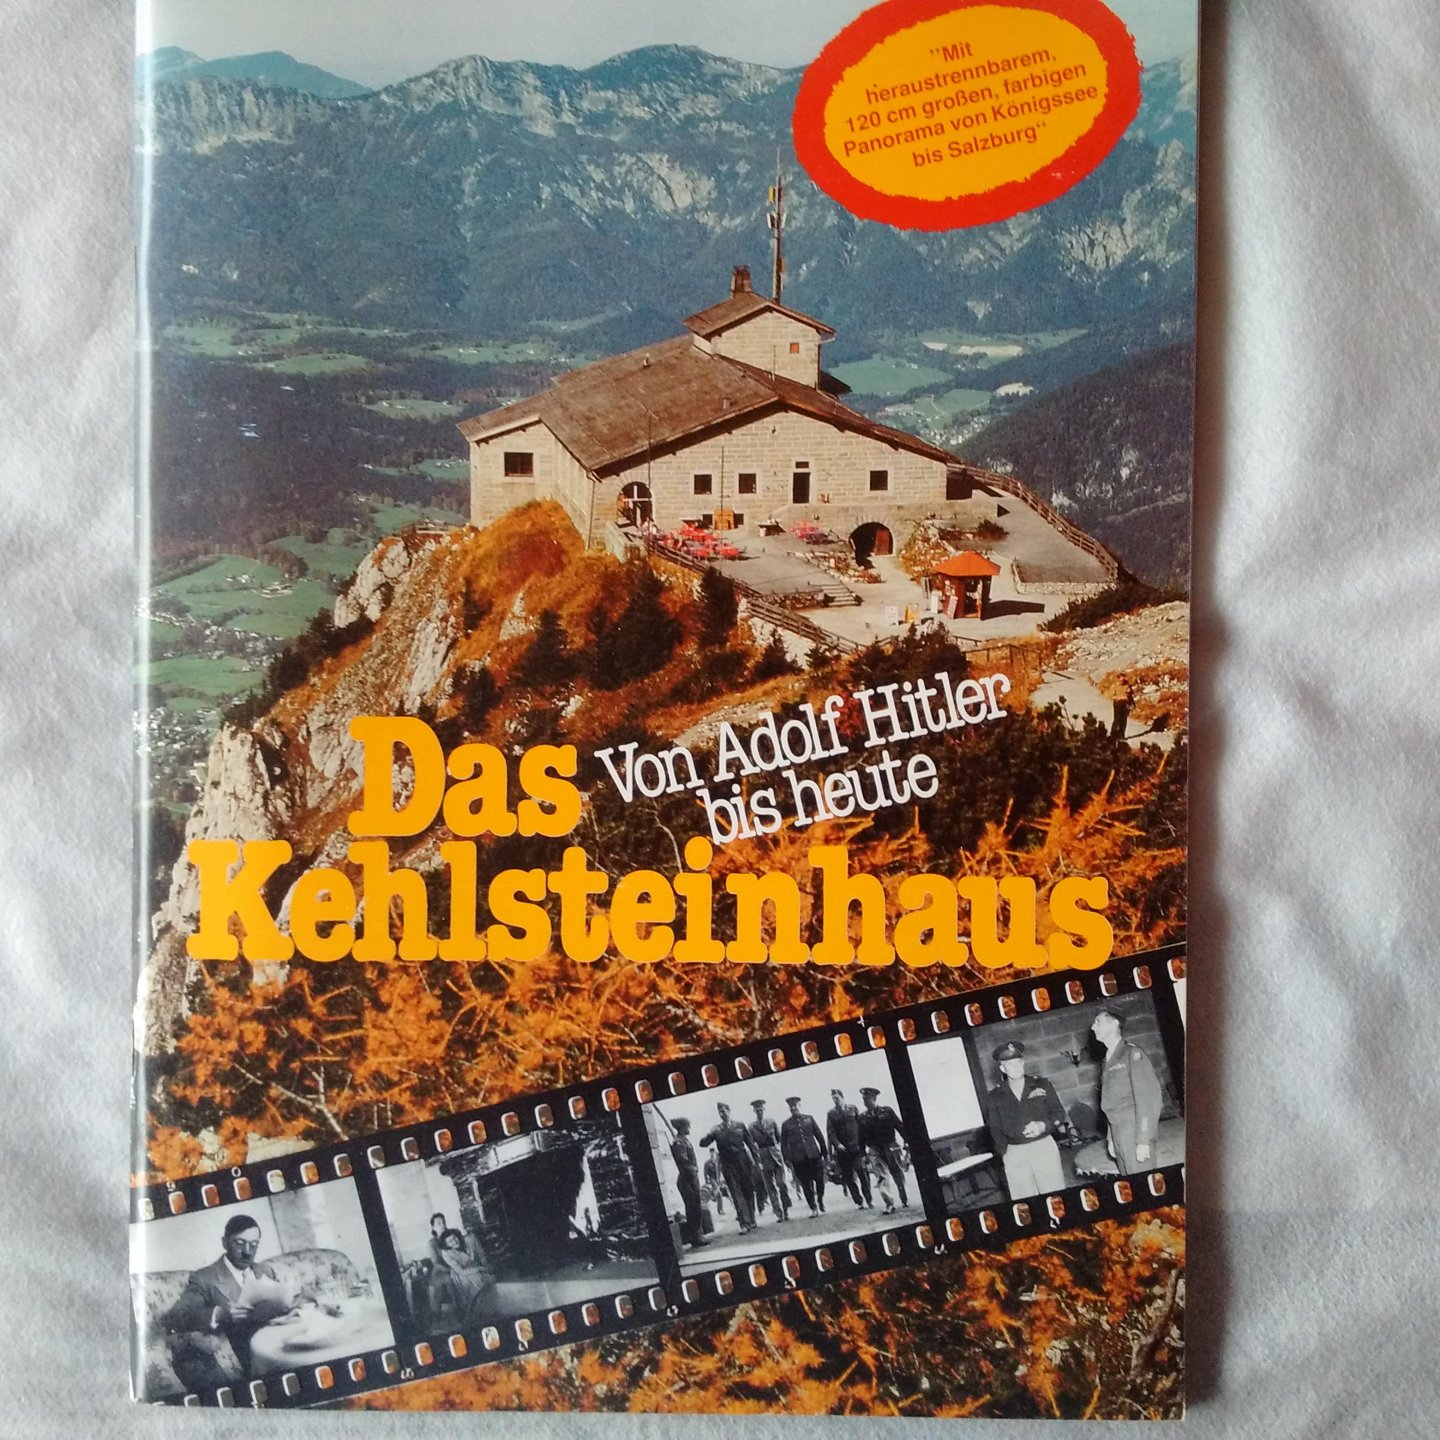 "Mit
heraustrennbarem,
120 cm großen, farbigen
Panorama von Königssee
bis Salzburg"
Von Adolf Hitler
bis heute
Das
Kehlsteinhaus